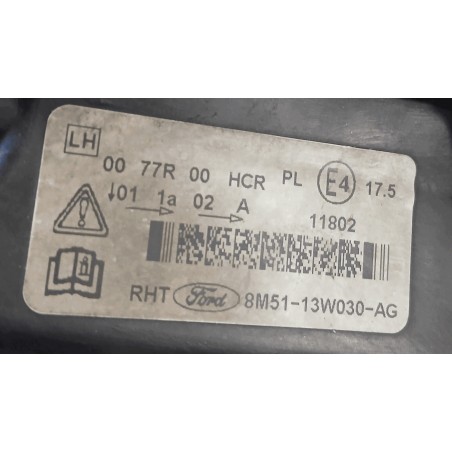 LH
00 77R 00 HCR PL E4 17.5
↓01 1a 02 A
11802
RHT Ford 8M51-13W030-AG